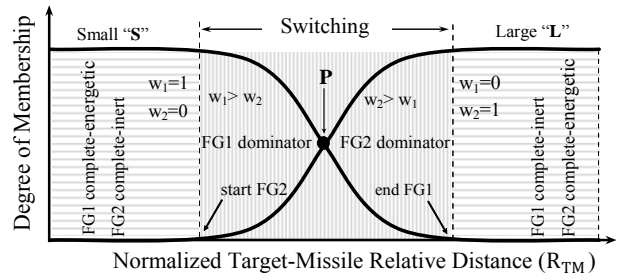 Small “S”
Switching
Large “L”
P
w1=1
w2=0
w1> w2
w2> w1
w1=0
w2=1
FG1 dominator
FG2 dominator
start FG2
end FG1
FG1 complete-energetic
FG2 complete-inert
FG1 complete-inert
FG2 complete-energetic
Degree of Membership
Normalized Target-Missile Relative Distance (RTM)